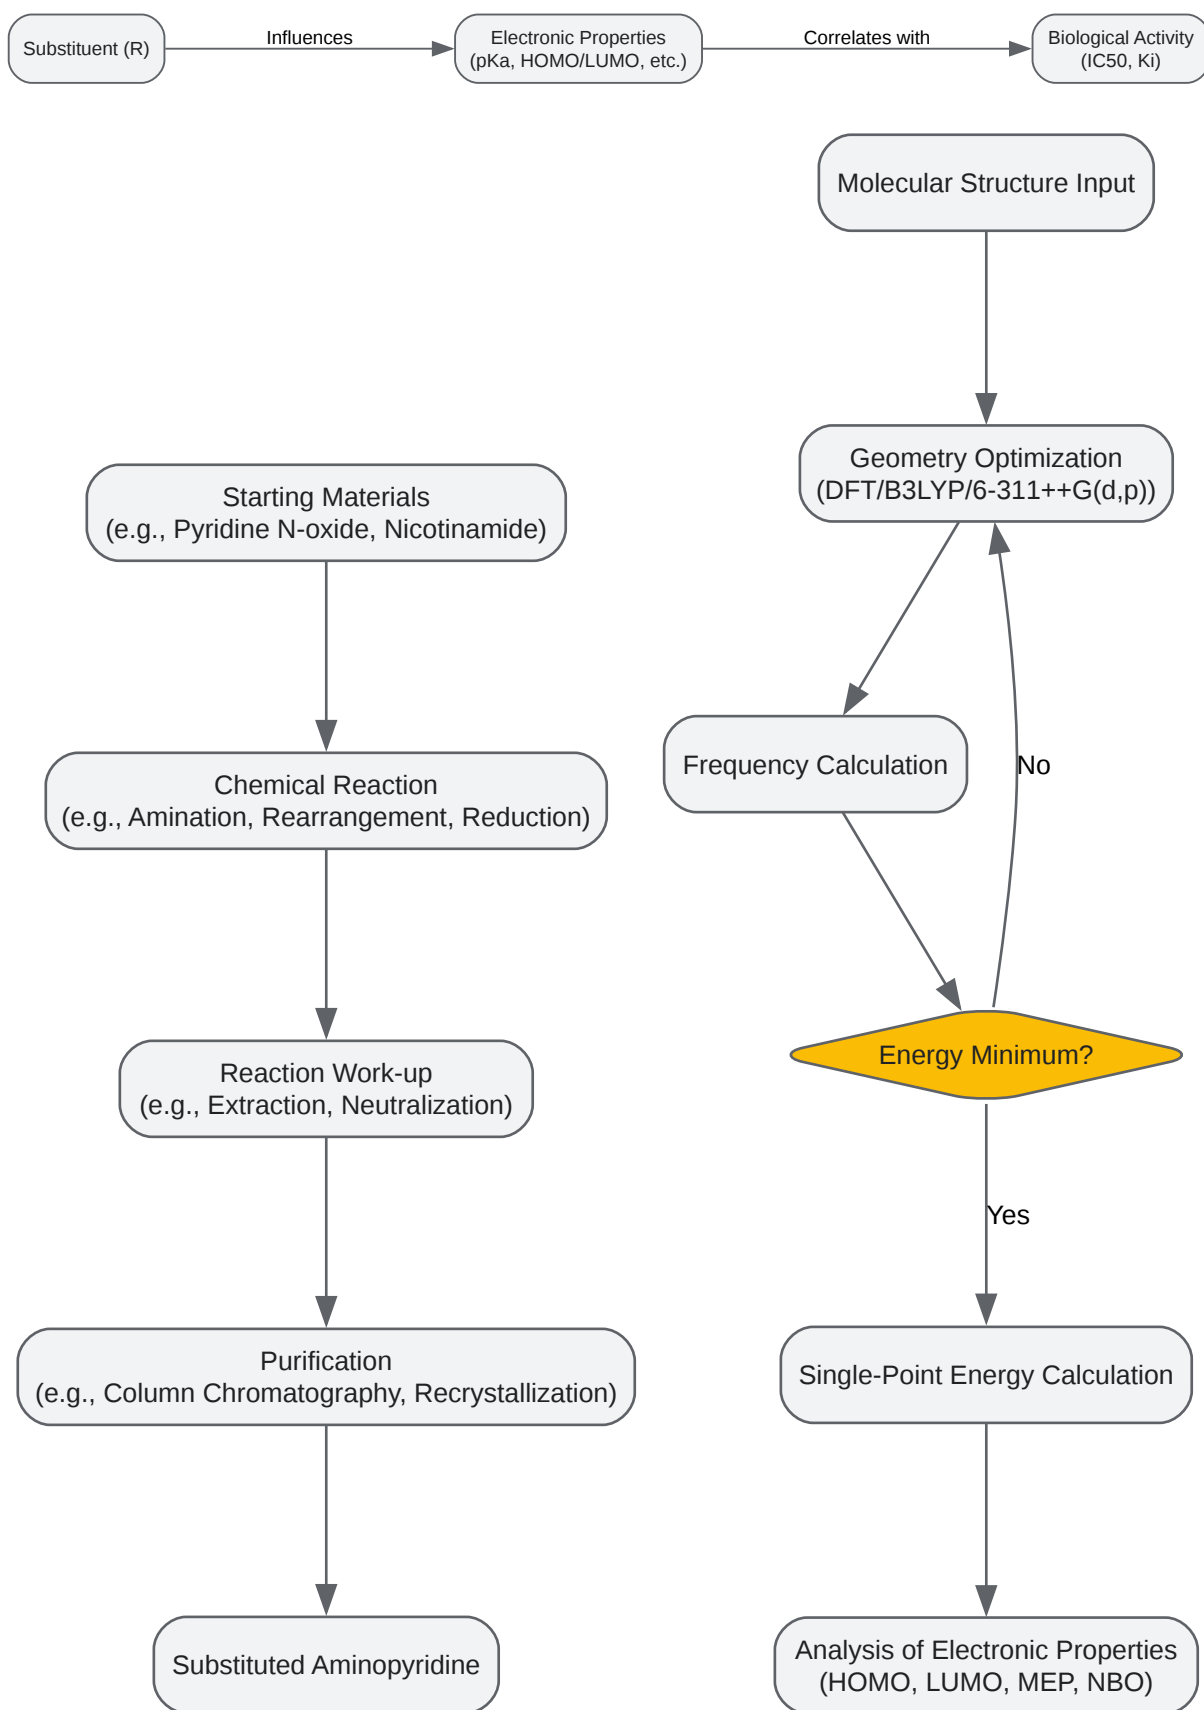 Substituent (R)
Influences
Electronic Properties
(pKa, HOMO/LUMO, etc.)
Correlates with
Biological Activity
(IC50, Ki)
Starting Materials
(e.g., Pyridine N-oxide, Nicotinamide)
Chemical Reaction
(e.g., Amination, Rearrangement, Reduction)
Reaction Work-up
(e.g., Extraction, Neutralization)
Purification
(e.g., Column Chromatography, Recrystallization)
Substituted Aminopyridine
Molecular Structure Input
Geometry Optimization
(DFT/B3LYP/6-311++G(d,p))
Frequency Calculation
No
Energy Minimum?
Yes
Single-Point Energy Calculation
Analysis of Electronic Properties
(HOMO, LUMO, MEP, NBO)